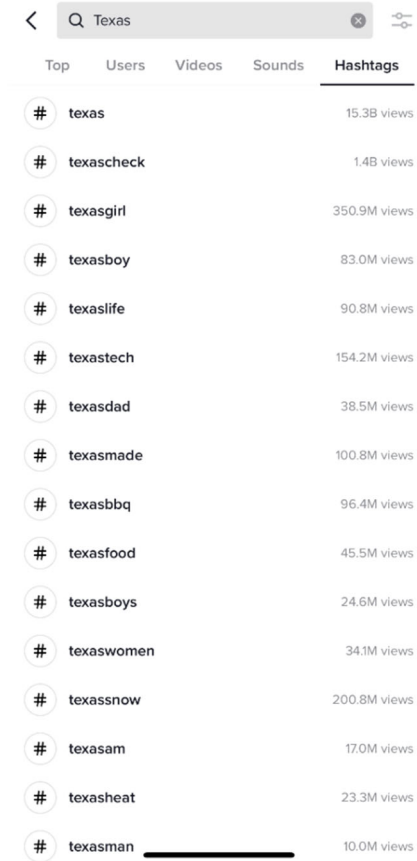 Texas
Top Users Videos Sounds Hashtags
# texas 15.3B views
# texascheck 1.4B views
# texasgirl 350.9M views
# texasboy 83.0M views
# texaslife 90.8M views
# texastech 154.2M views
# texasdad 38.5M views
# texasmade 100.8M views
# texasbbq 96.4M views
# texasfood 45.5M views
# texasboys 24.6M views
# texaswomen 34.1M views
# texassnow 200.8M views
# texasam 17.0M views
# texasheat 23.3M views
# texasman 10.0M views